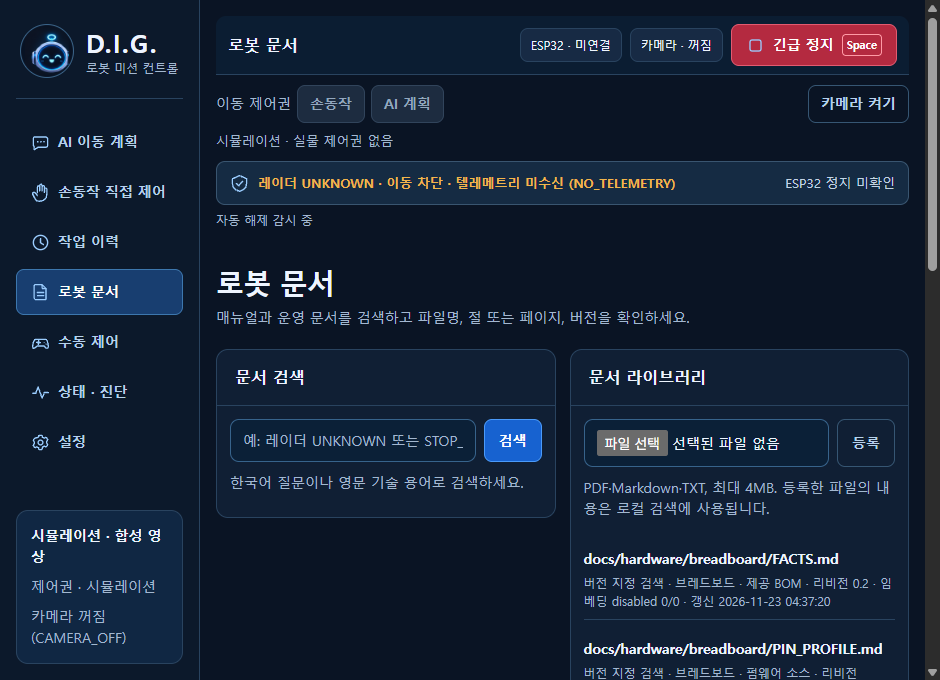 D.I.G.
로봇 미션 컨트롤
AI 이동 계획
손동작 직접 제어
작업 이력
로봇 문서
수동 제어
상태 · 진단
설정
시뮬레이션 · 합성 영
상
제어권 · 시뮬레이션
카메라 꺼짐
(CAMERA_OFF)
로봇 문서
ESP32 · 미연결
카메라 · 꺼짐
긴급 정지 Space
이동 제어권 손동작 AI 계획 카메라 켜기
시뮬레이션 · 실물 제어권 없음
레이더 UNKNOWN · 이동 차단 · 텔레메트리 미수신 (NO_TELEMETRY) ESP32 정지 미확인
자동 해제 감시 중
로봇 문서
매뉴얼과 운영 문서를 검색하고 파일명, 절 또는 페이지, 버전을 확인하세요.
문서 검색
예: 레이더 UNKNOWN 또는 STOP_ 검색
한국어 질문이나 영문 기술 용어로 검색하세요.
문서 라이브러리
파일 선택 선택된 파일 없음 등록
PDF·Markdown·TXT, 최대 4MB. 등록한 파일의 내
용은 로컬 검색에 사용됩니다.
docs/hardware/breadboard/FACTS.md
버전 지정 검색 · 브레드보드 · 제공 BOM · 리비전 0.2 · 임
베딩 disabled 0/0 · 갱신 2026-11-23 04:37:20
docs/hardware/breadboard/PIN_PROFILE.md
버전 지정 검색 · 브레드보드 · 펌웨어 소스 · 리비전